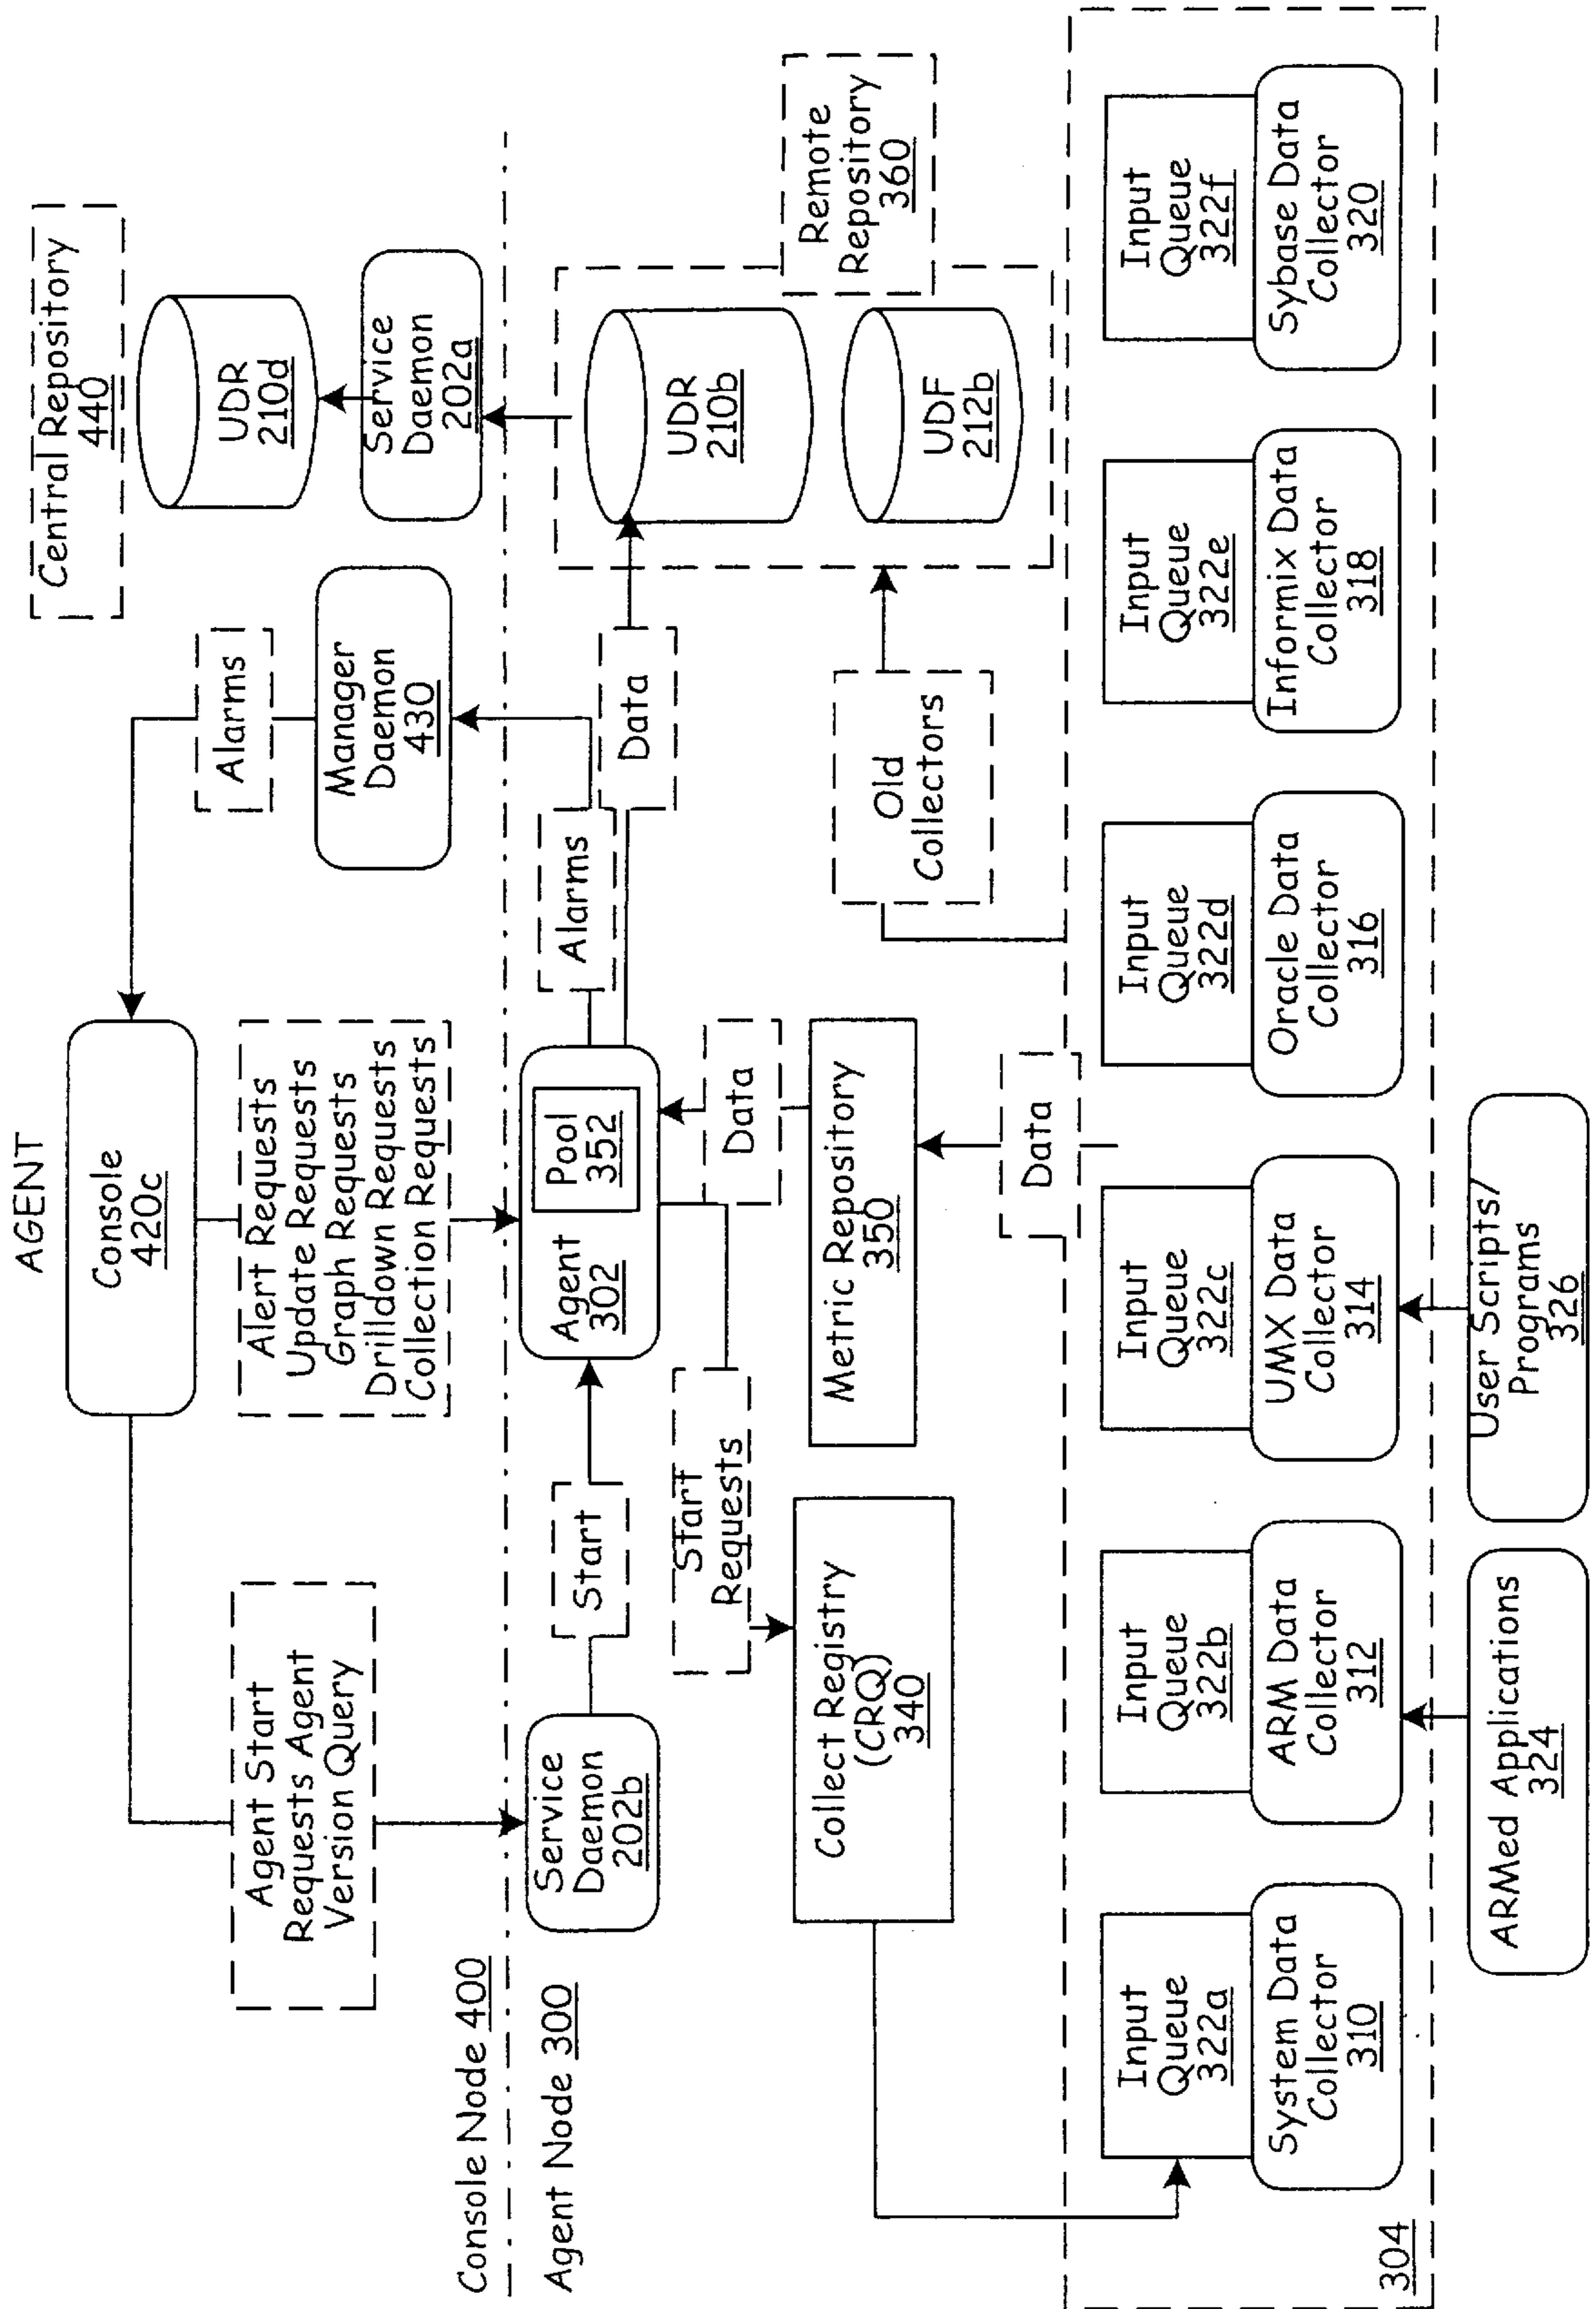 AGENT
Console
420c
Central Repository
440
Alarms
UDR
210d
Agent Start
Requests Agent
Version Query
Alert Requests
Update Requests
Graph Requests
Drilldown Requests
Collection Requests
Manager
Daemon
430
Service
Daemon
202a
Console Node 400
Agent Node 300
Service
Daemon
202b
Start
Agent
302
Pool
352
Alarms
Data
UDR
210b
Remote
Repository
360
Start
Requests
Data
Collect Registry
(CRQ)
340
Metric Repository
350
Old
Collectors
UDF
212b
Data
Input
Queue
322a
System Data
Collector
310
Input
Queue
322b
ARM Data
Collector
312
Input
Queue
322c
UMX Data
Collector
314
Input
Queue
322d
Oracle Data
Collector
316
Input
Queue
322e
Informix Data
Collector
318
Input
Queue
322f
Sybase Data
Collector
320
304
ARMed Applications
324
User Scripts/
Programs
326